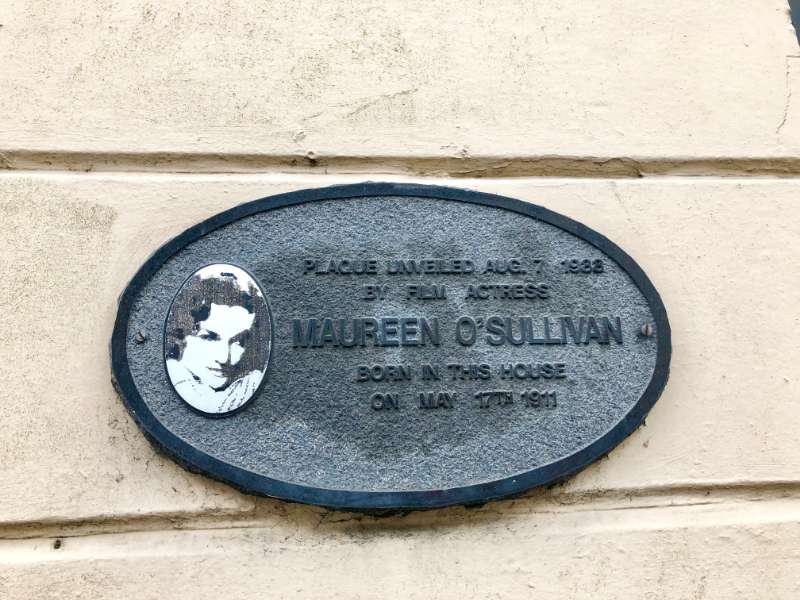 PLAQUE UNVEILED AUG. 7, 1988
BY FILM ACTRESS
MAUREEN O'SULLIVAN
BORN IN THIS HOUSE
ON MAY 17TH 1911